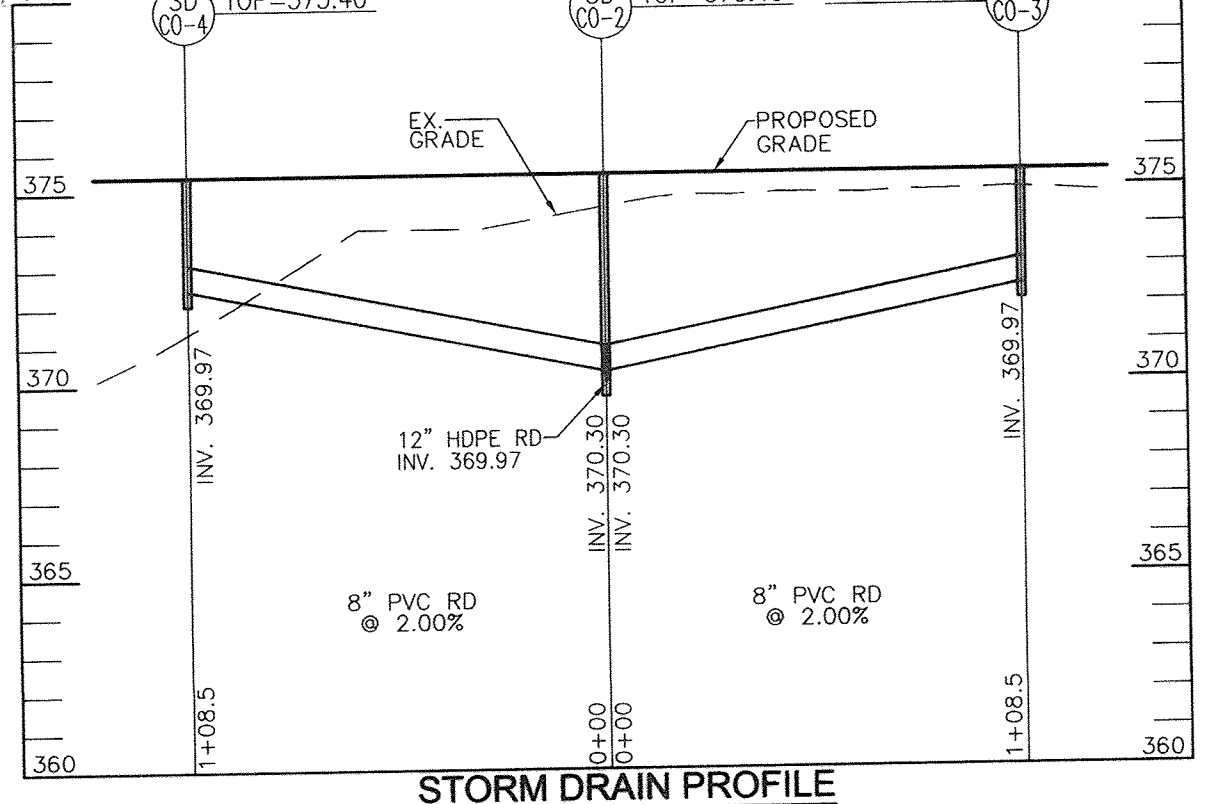 CO-4
TOP=375.40
CO-2
CO-3
EX.
GRADE
PROPOSED
GRADE
375
375
370
370
INV. 369.97
12" HDPE RD
INV. 369.97
INV. 370.30
INV. 370.30
INV. 369.97
365
365
8" PVC RD
@ 2.00%
8" PVC RD
@ 2.00%
1+08.5
0+00
0+00
1+08.5
360
360
STORM DRAIN PROFILE